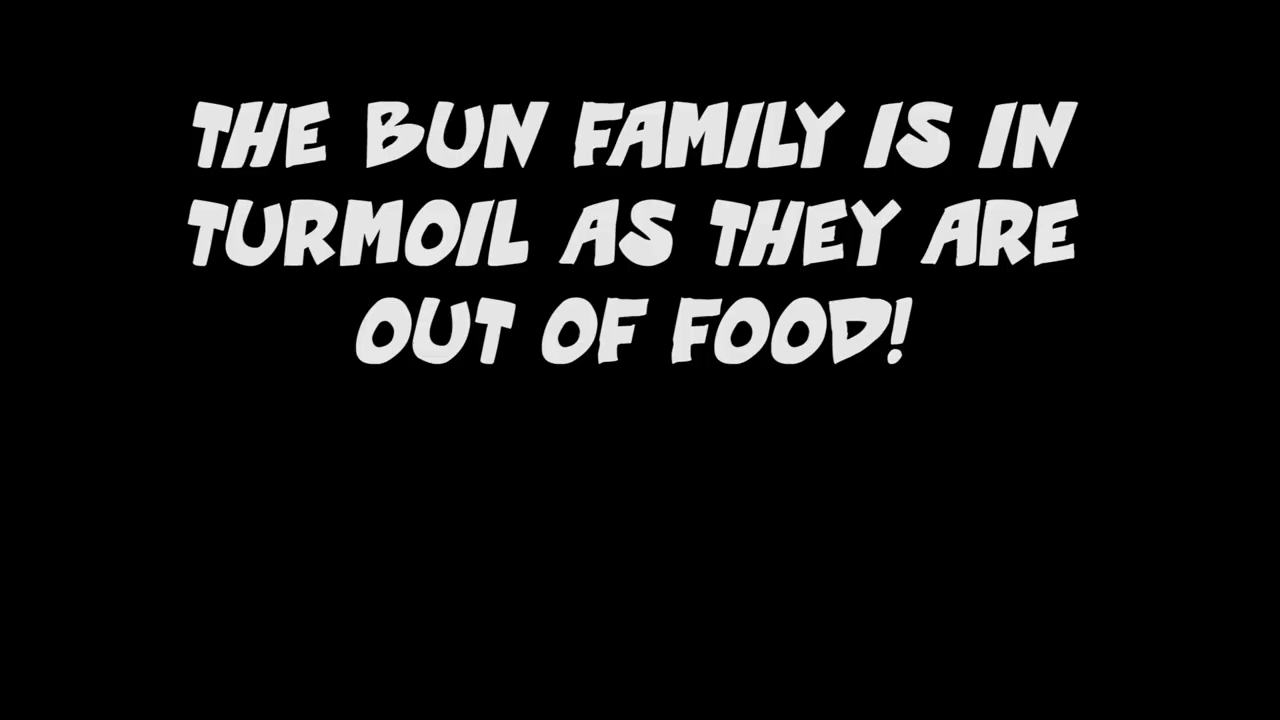 THE BUN FAMILY IS IN
TURMOIL AS THEY ARE
OUT OF FOOD!